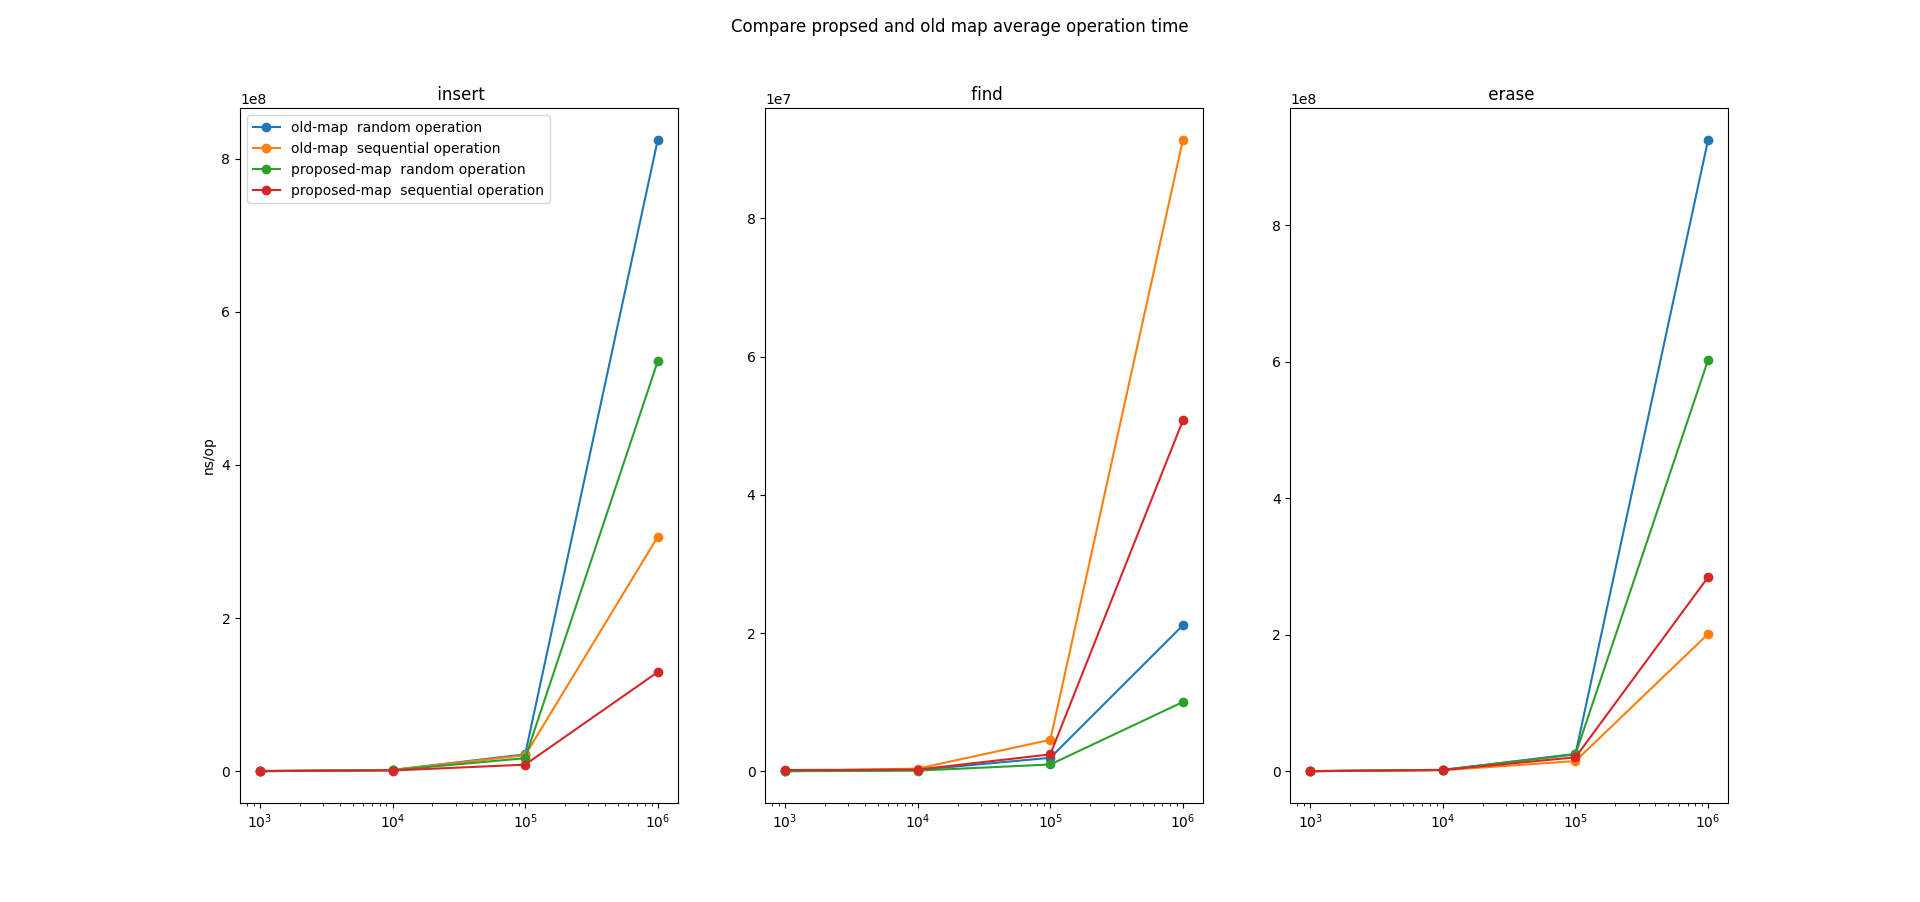 Compare propsed and old map average operation time
insert
1e8
old-map  random operation
old-map  sequential operation
proposed-map  random operation
proposed-map  sequential operation
8
6
4
2
0
ns/op
10³ 10⁴ 10⁵ 10⁶
find
1e7
8
6
4
2
0
10³ 10⁴ 10⁵ 10⁶
erase
1e8
8
6
4
2
0
10³ 10⁴ 10⁵ 10⁶